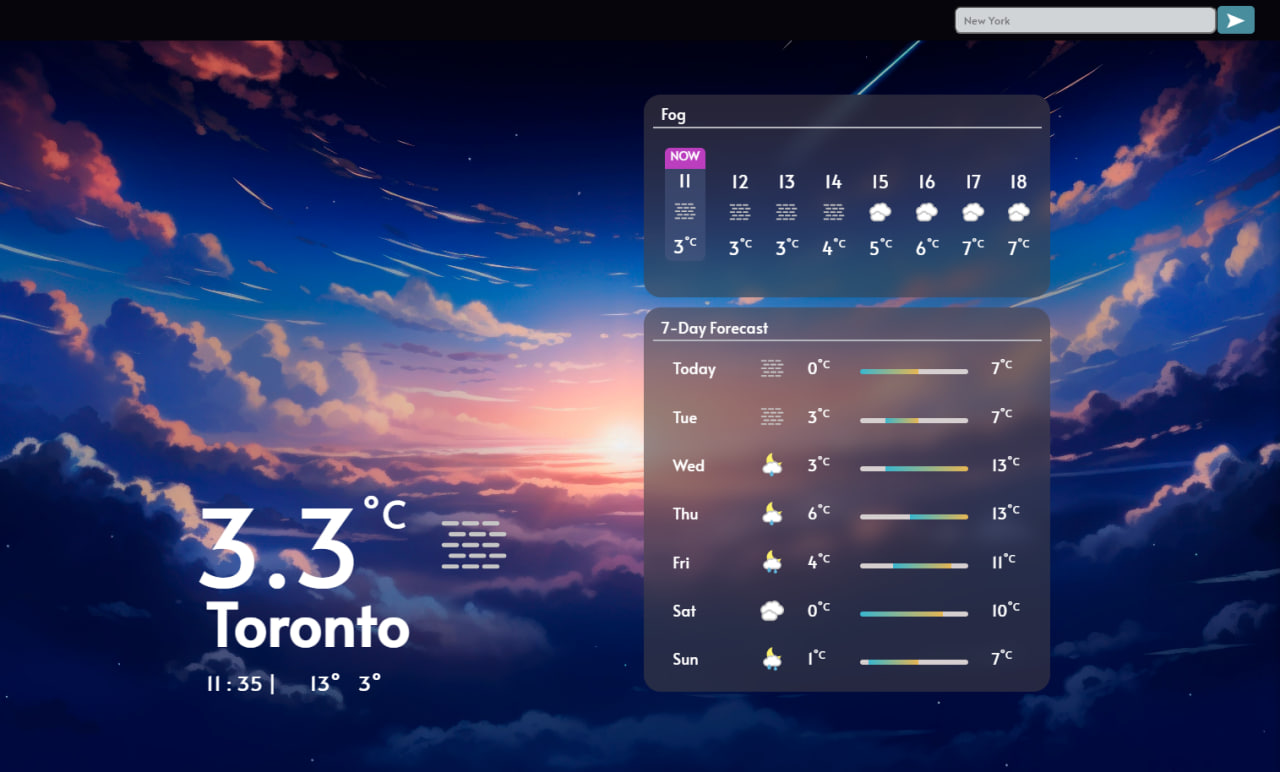 New York
Fog
NOW
11 12 13 14 15 16 17 18
3°C 3°C 3°C 4°C 5°C 6°C 7°C 7°C
7-Day Forecast
Today 0°C 7°C
Tue 3°C 7°C
Wed 3°C 13°C
Thu 6°C 13°C
Fri 4°C 11°C
Sat 0°C 10°C
Sun 1°C 7°C
3.3°C
Toronto
11 : 35 | 13° 3°